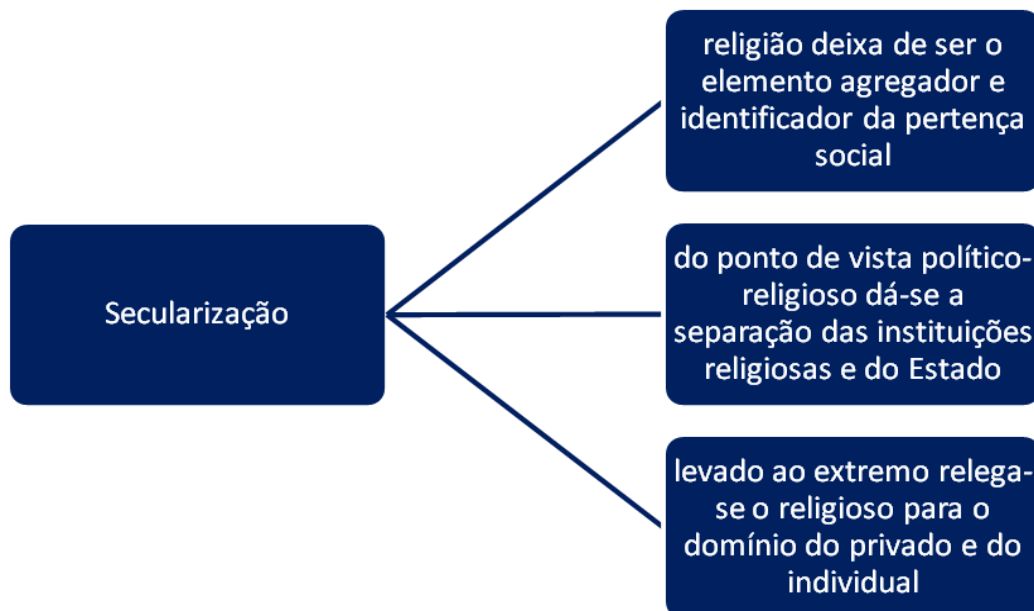 religião deixa de ser o
elemento agregador e
identificador da pertença
social
Secularização
do ponto de vista político-
religioso dá-se a
separação das instituições
religiosas e do Estado
levado ao extremo relega-
se o religioso para o
domínio do privado e do
individual